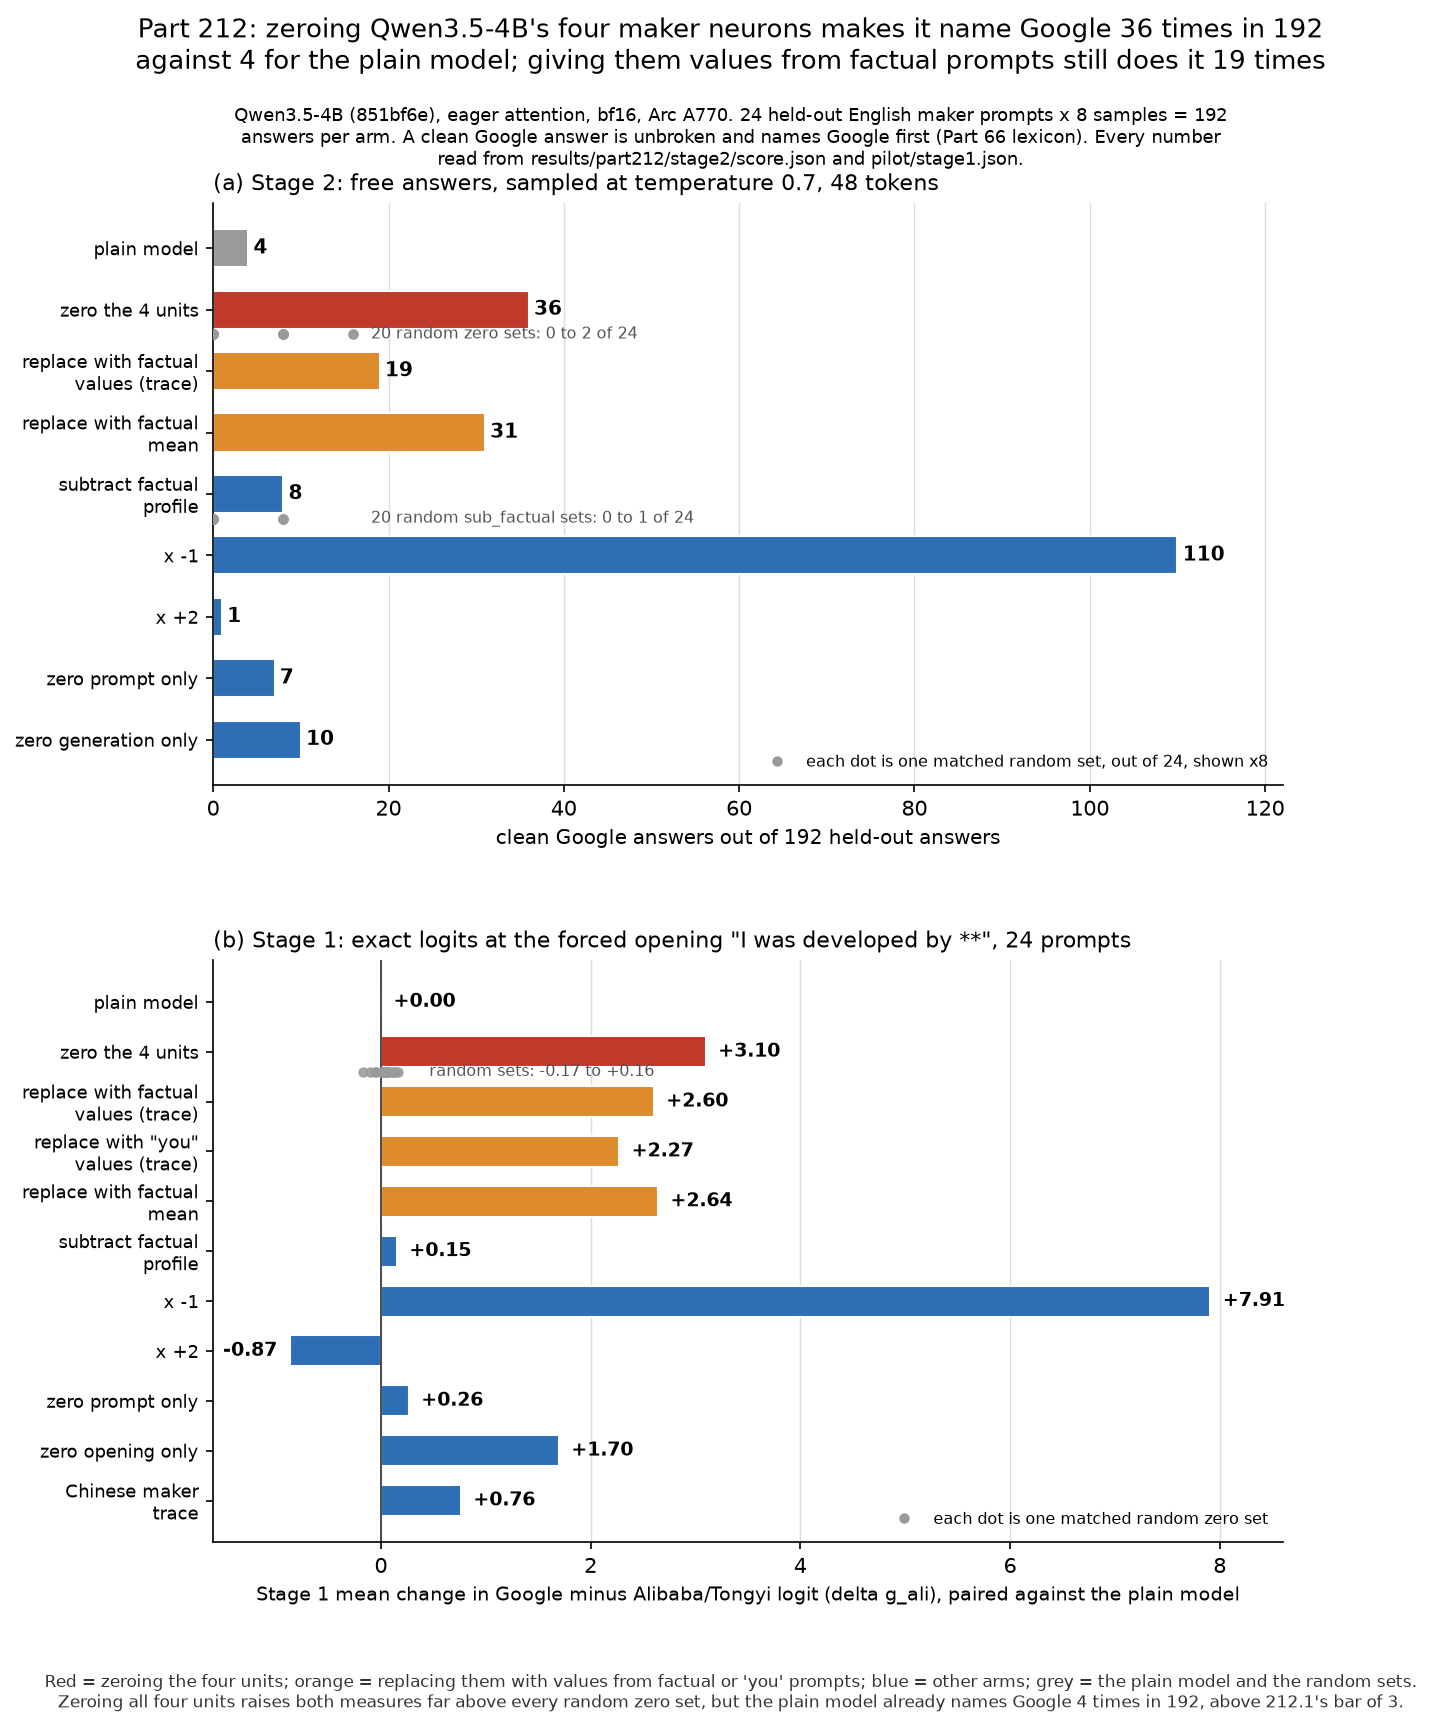 Part 212: zeroing Qwen3.5-4B's four maker neurons makes it name Google 36 times in 192
against 4 for the plain model; giving them values from factual prompts still does it 19 times
Qwen3.5-4B (851bf6e), eager attention, bf16, Arc A770. 24 held-out English maker prompts x 8 samples = 192
answers per arm. A clean Google answer is unbroken and names Google first (Part 66 lexicon). Every number
read from results/part212/stage2/score.json and pilot/stage1.json.
(a) Stage 2: free answers, sampled at temperature 0.7, 48 tokens
plain model
4
zero the 4 units
36
20 random zero sets: 0 to 2 of 24
replace with factual
values (trace)
19
replace with factual
mean
31
subtract factual
profile
8
20 random sub_factual sets: 0 to 1 of 24
x -1
110
x +2
1
zero prompt only
7
zero generation only
10
each dot is one matched random set, out of 24, shown x8
0 20 40 60 80 100 120
clean Google answers out of 192 held-out answers
(b) Stage 1: exact logits at the forced opening "I was developed by **", 24 prompts
plain model
+0.00
zero the 4 units
+3.10
random sets: -0.17 to +0.16
replace with factual
values (trace)
+2.60
replace with "you"
values (trace)
+2.27
replace with factual
mean
+2.64
subtract factual
profile
+0.15
x -1
+7.91
x +2
-0.87
zero prompt only
+0.26
zero opening only
+1.70
Chinese maker
trace
+0.76
each dot is one matched random zero set
0 2 4 6 8
Stage 1 mean change in Google minus Alibaba/Tongyi logit (delta g_ali), paired against the plain model
Red = zeroing the four units; orange = replacing them with values from factual or 'you' prompts; blue = other arms; grey = the plain model and the random sets.
Zeroing all four units raises both measures far above every random zero set, but the plain model already names Google 4 times in 192, above 212.1's bar of 3.